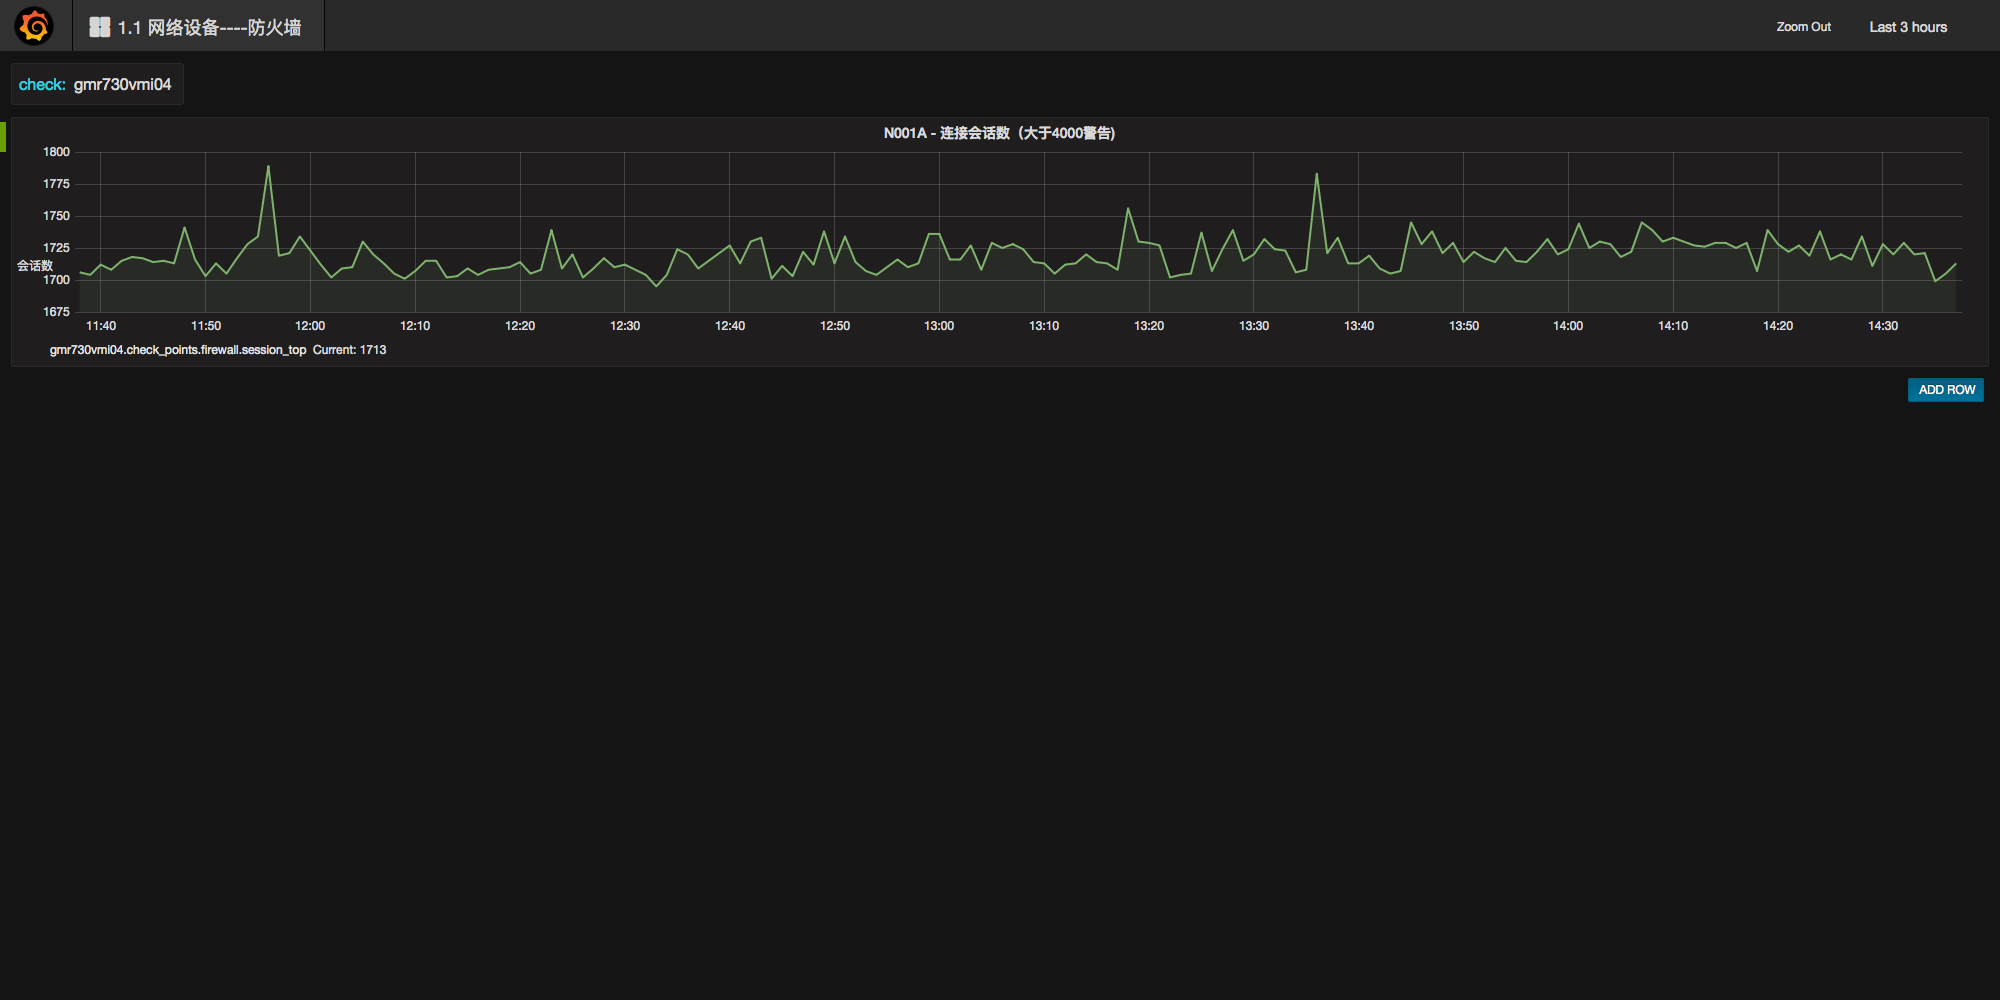 1.1 网络设备----防火墙
Zoom Out
Last 3 hours
check: gmr730vmi04
N001A - 连接会话数（大于4000警告)
1800
1775
1750
1725
1700
1675
会话数
11:40 11:50 12:00 12:10 12:20 12:30 12:40 12:50 13:00 13:10 13:20 13:30 13:40 13:50 14:00 14:10 14:20 14:30
gmr730vmi04.check_points.firewall.session_top Current: 1713
ADD ROW